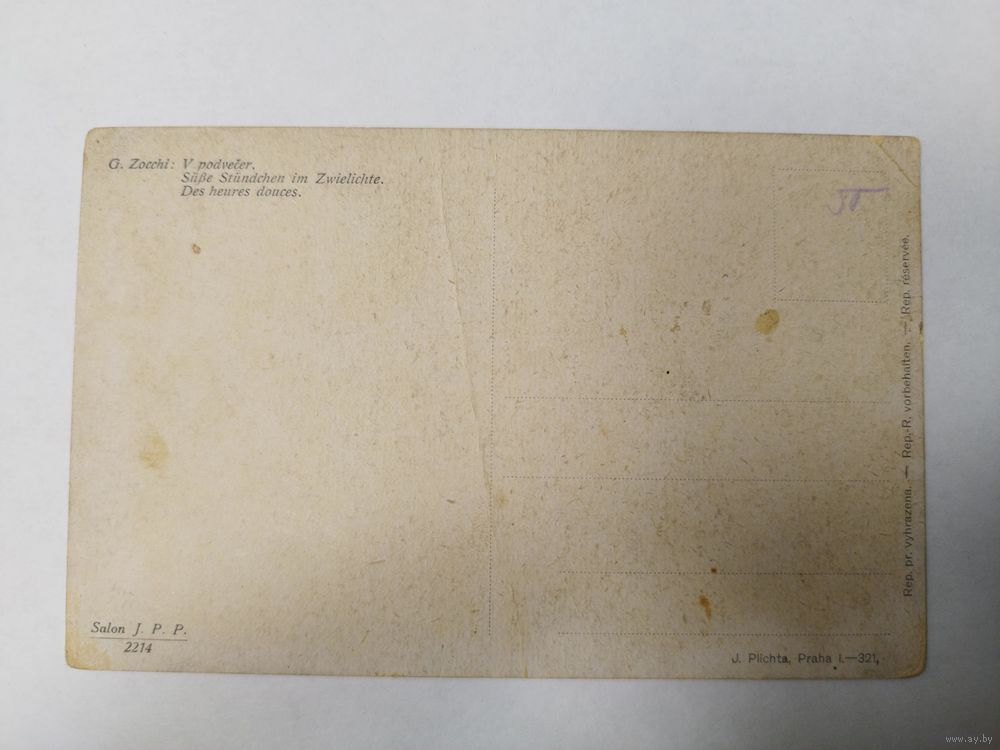 G. Zocchi: V podvečer.
Süße Stündchen im Zwielichte.
Des heures douces.
Rep. pr. vyhrazena. — Rep.-R. vorbehalten. — Rep. réservée.
Salon J. P. P.
2214
J. Plichta, Praha I.—321.
www.ay.by